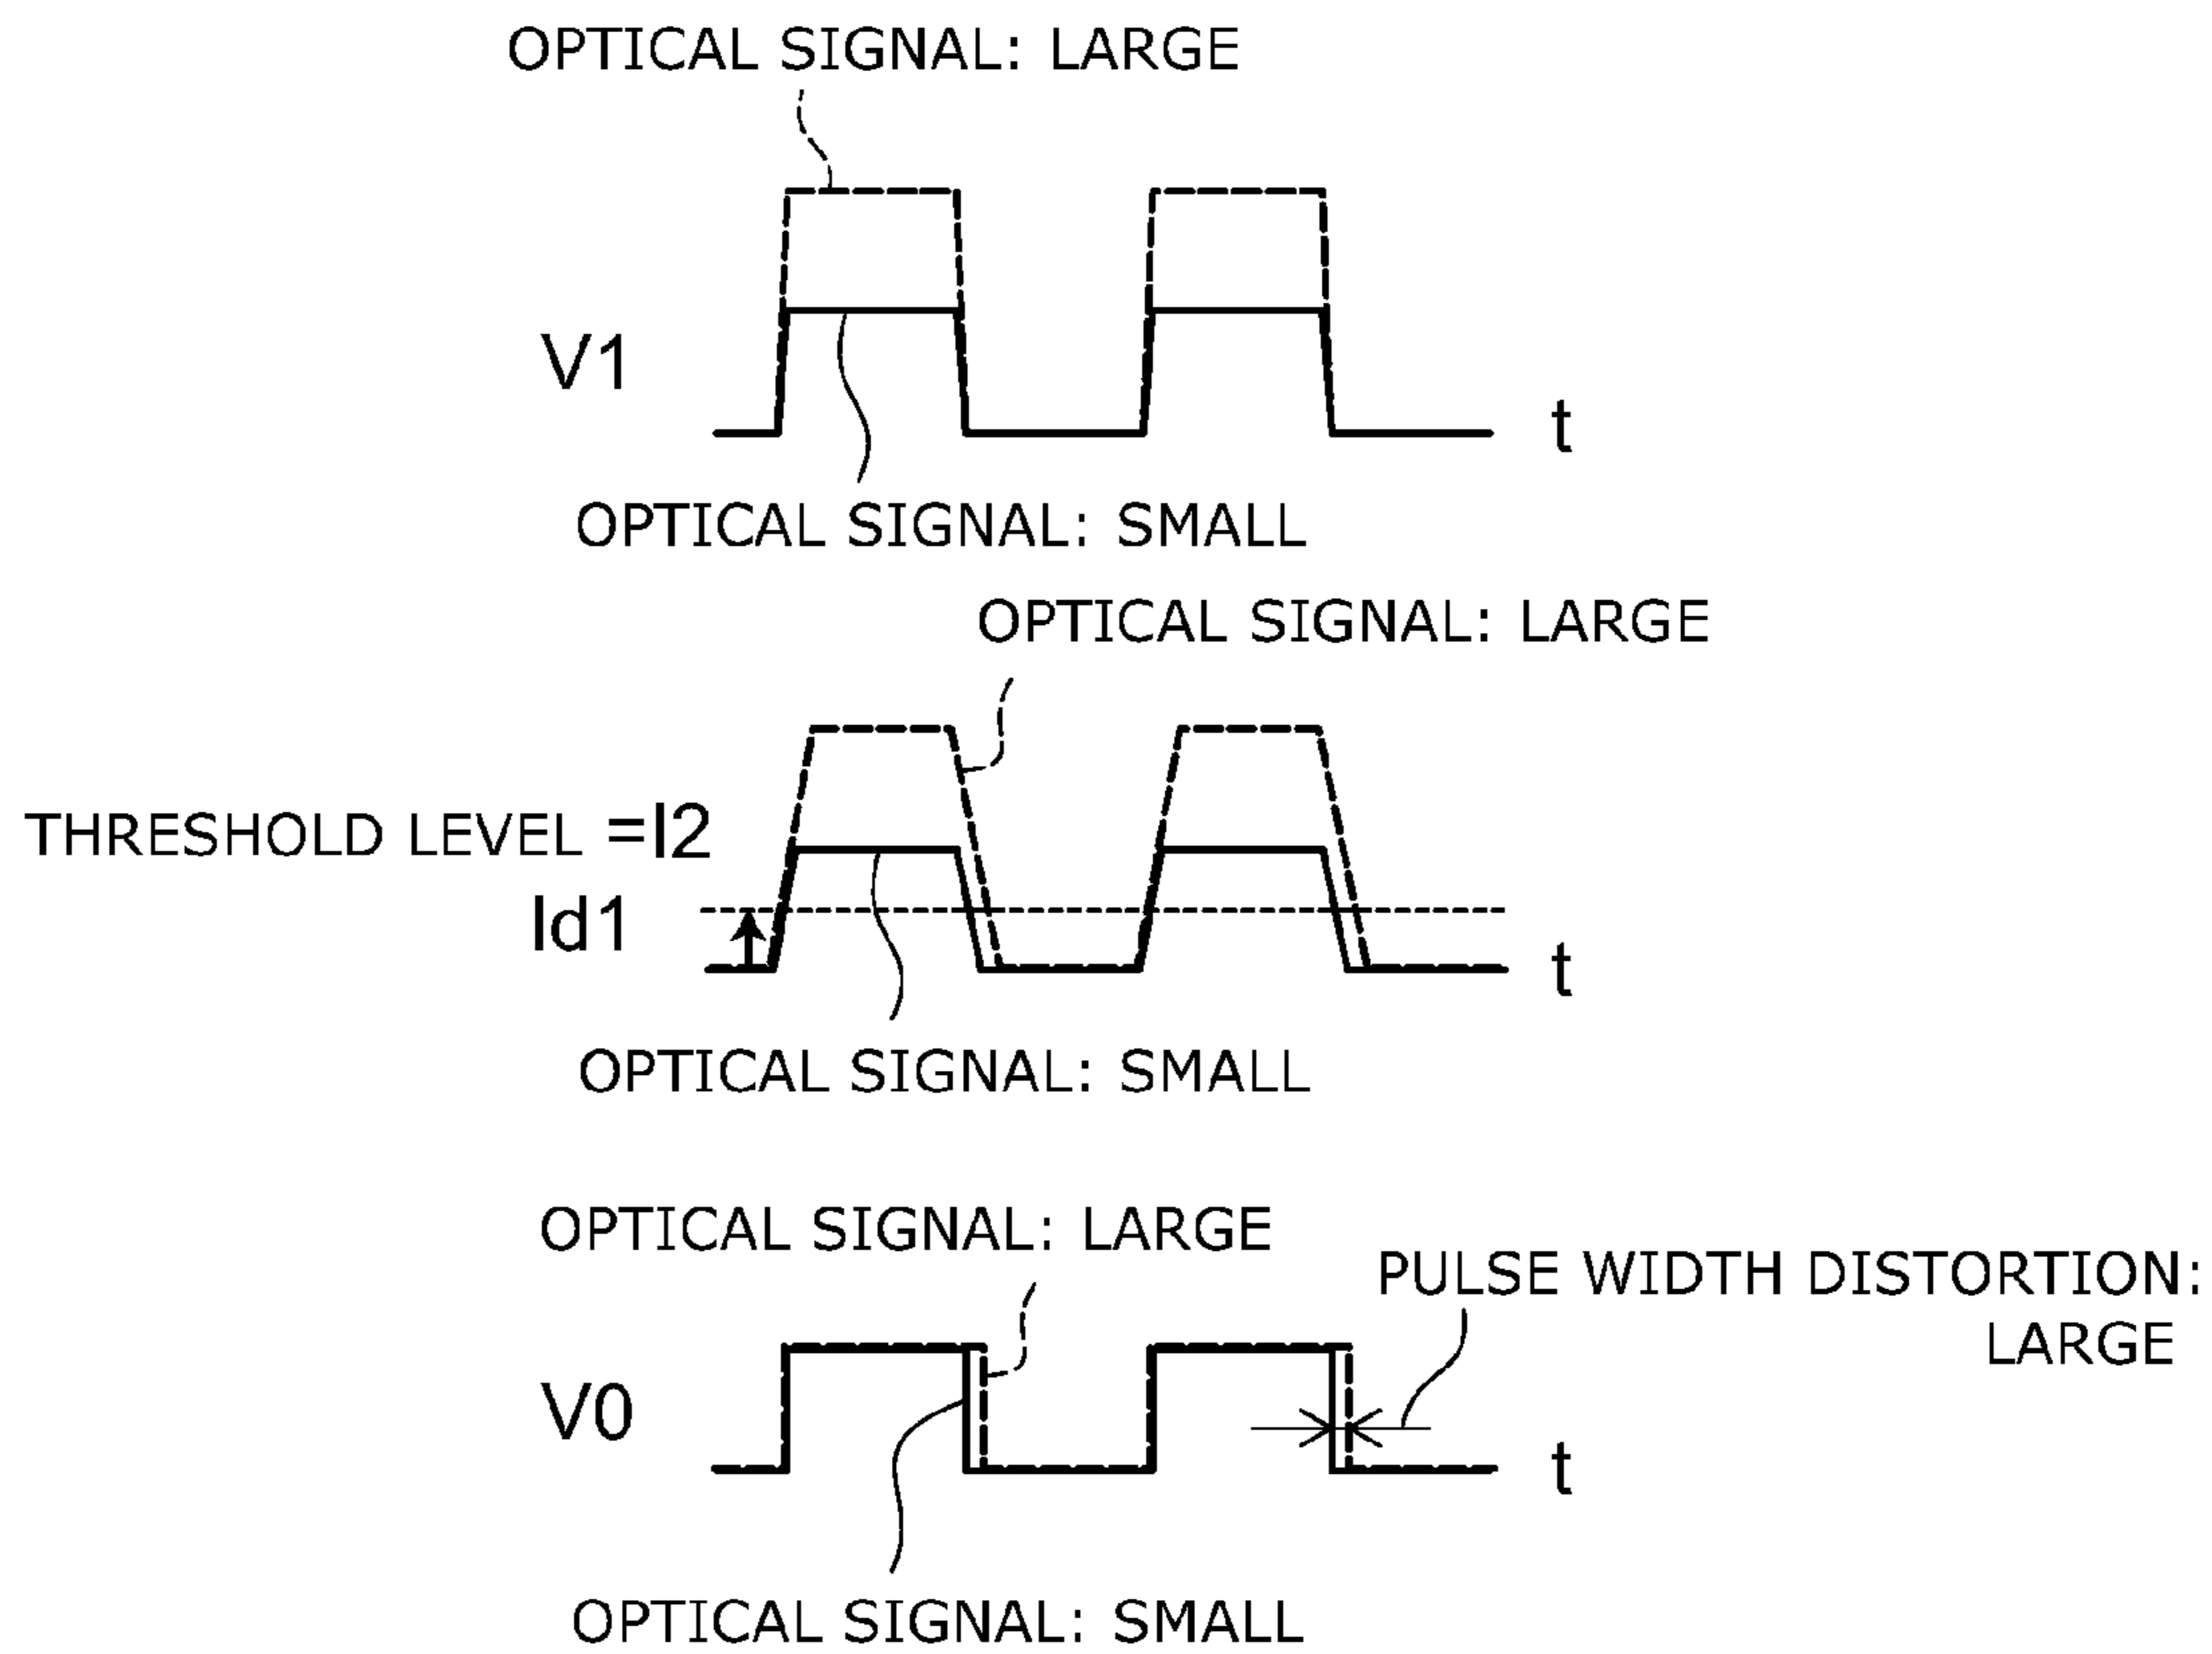 OPTICAL SIGNAL: LARGE
V1
t
OPTICAL SIGNAL: SMALL
OPTICAL SIGNAL: LARGE
THRESHOLD LEVEL =I2
Id1
t
OPTICAL SIGNAL: SMALL
OPTICAL SIGNAL: LARGE
PULSE WIDTH DISTORTION:
LARGE
V0
t
OPTICAL SIGNAL: SMALL